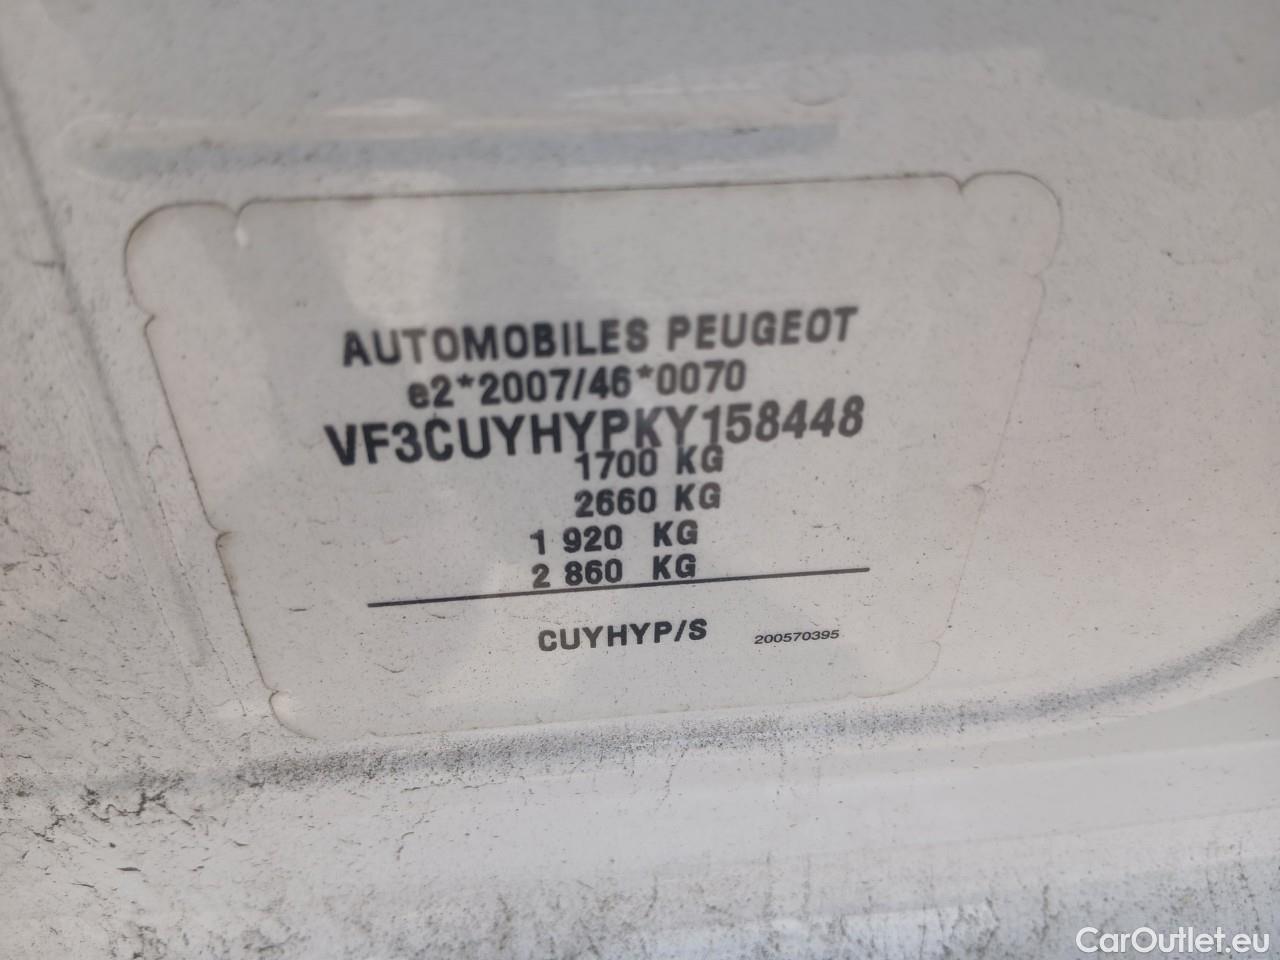 AUTOMOBILES PEUGEOT
e2*2007/46*0070
VF3CUYHYPKY158448
1700 KG
2660 KG
1 920 KG
2 860 KG
CUYHYP/S 200570395
CarOutlet.eu